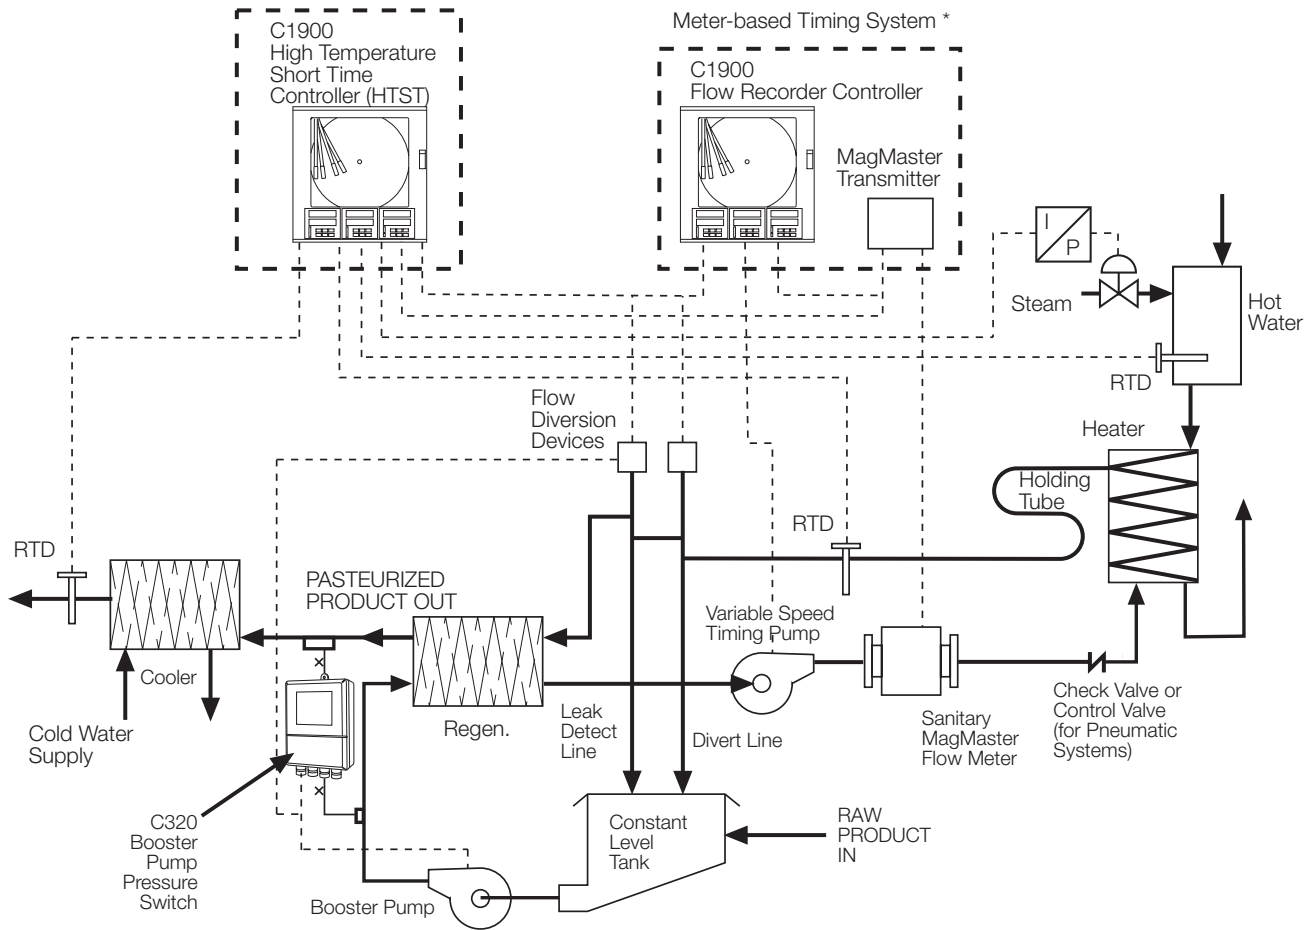 C1900
High Temperature
Short Time
Controller (HTST)
Meter-based Timing System *
C1900
Flow Recorder Controller
MagMaster
Transmitter
I
P
Steam
Hot
Water
RTD
Flow
Diversion
Devices
Heater
Holding
Tube
RTD
RTD
PASTEURIZED
PRODUCT OUT
Variable Speed
Timing Pump
Cooler
Regen.
Leak
Detect
Line
Divert Line
Sanitary
MagMaster
Flow Meter
Check Valve or
Control Valve
(for Pneumatic
Systems)
Cold Water
Supply
C320
Booster
Pump
Pressure
Switch
Constant
Level
Tank
RAW
PRODUCT
IN
Booster Pump